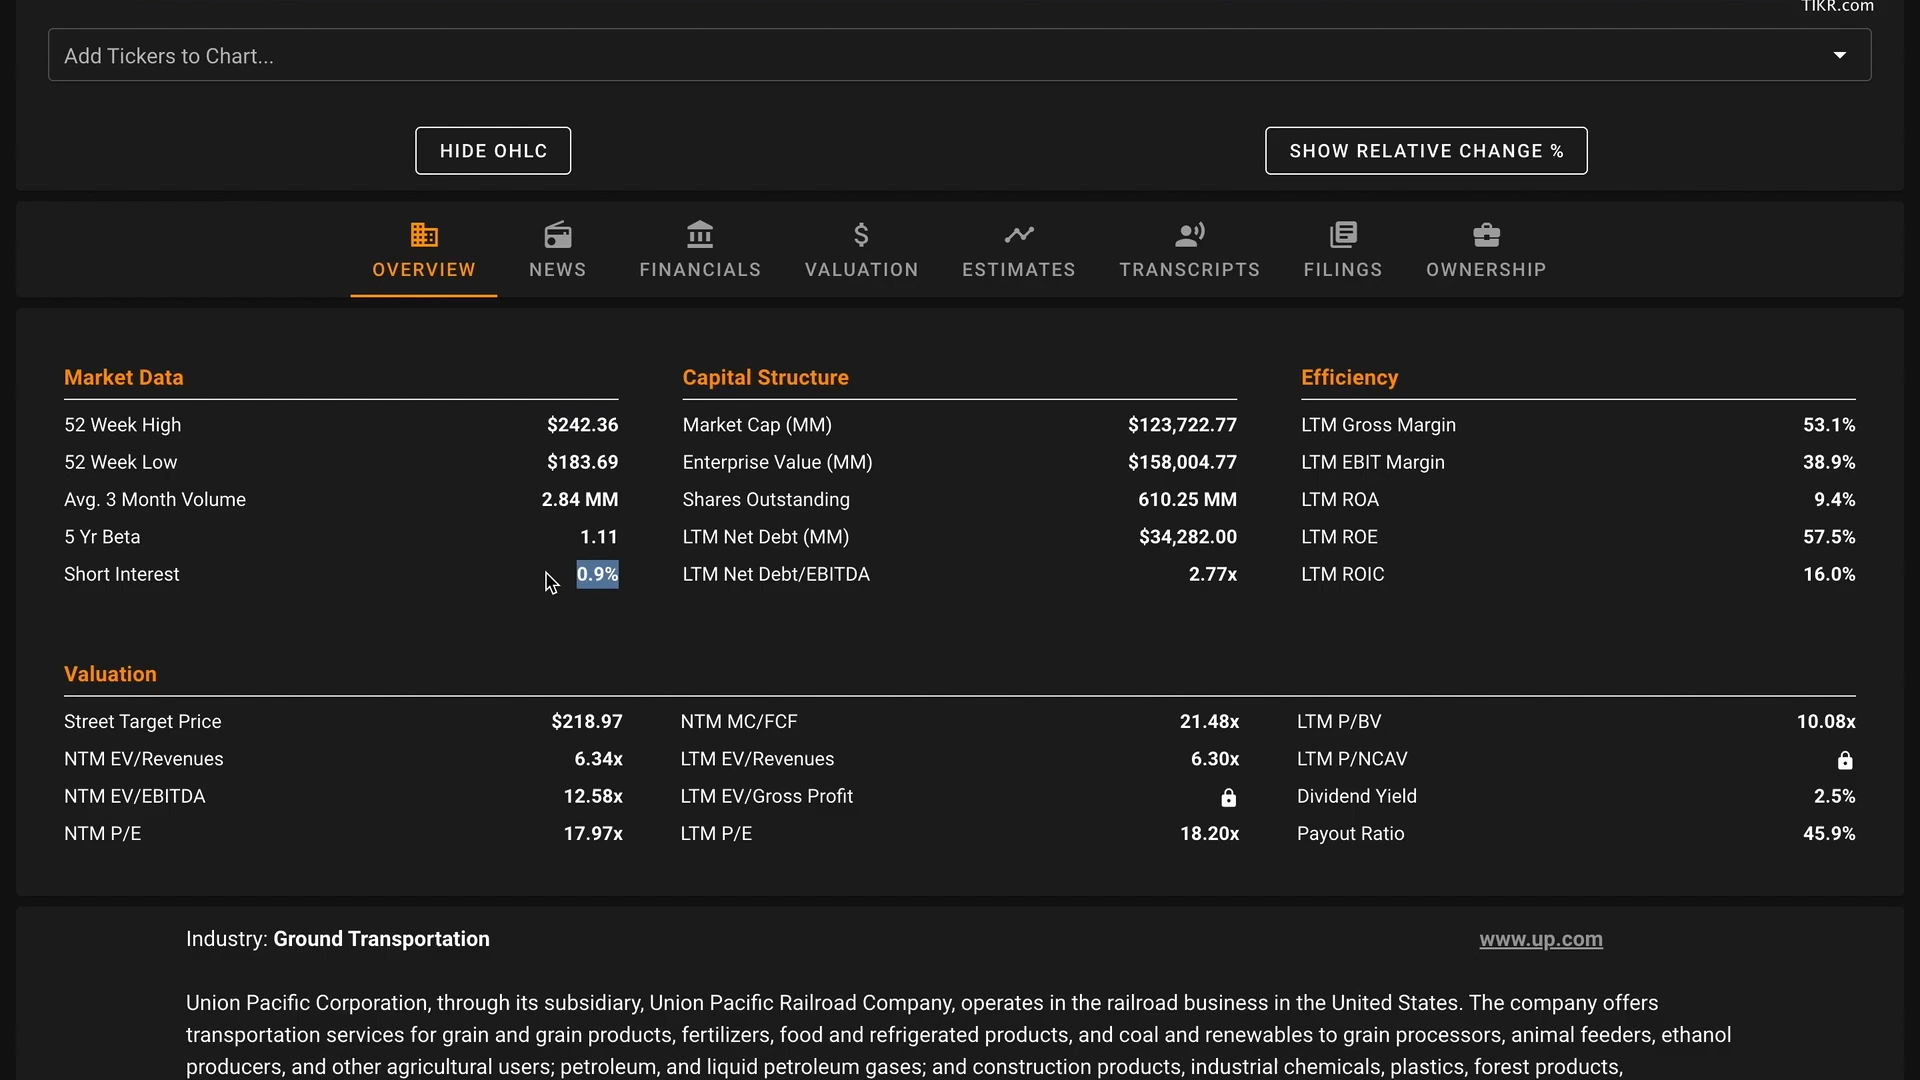 TIKR.com
Add Tickers to Chart...
HIDE OHLC
SHOW RELATIVE CHANGE %
OVERVIEW NEWS FINANCIALS VALUATION ESTIMATES TRANSCRIPTS FILINGS OWNERSHIP
Market Data
52 Week High $242.36
52 Week Low $183.69
Avg. 3 Month Volume 2.84 MM
5 Yr Beta 1.11
Short Interest 0.9%
Capital Structure
Market Cap (MM) $123,722.77
Enterprise Value (MM) $158,004.77
Shares Outstanding 610.25 MM
LTM Net Debt (MM) $34,282.00
LTM Net Debt/EBITDA 2.77x
Efficiency
LTM Gross Margin 53.1%
LTM EBIT Margin 38.9%
LTM ROA 9.4%
LTM ROE 57.5%
LTM ROIC 16.0%
Valuation
Street Target Price $218.97
NTM EV/Revenues 6.34x
NTM EV/EBITDA 12.58x
NTM P/E 17.97x
NTM MC/FCF 21.48x
LTM EV/Revenues 6.30x
LTM EV/Gross Profit
LTM P/E 18.20x
LTM P/BV 10.08x
LTM P/NCAV
Dividend Yield 2.5%
Payout Ratio 45.9%
Industry: Ground Transportation
www.up.com
Union Pacific Corporation, through its subsidiary, Union Pacific Railroad Company, operates in the railroad business in the United States. The company offers
transportation services for grain and grain products, fertilizers, food and refrigerated products, and coal and renewables to grain processors, animal feeders, ethanol
producers, and other agricultural users; petroleum, and liquid petroleum gases; and construction products, industrial chemicals, plastics, forest products,